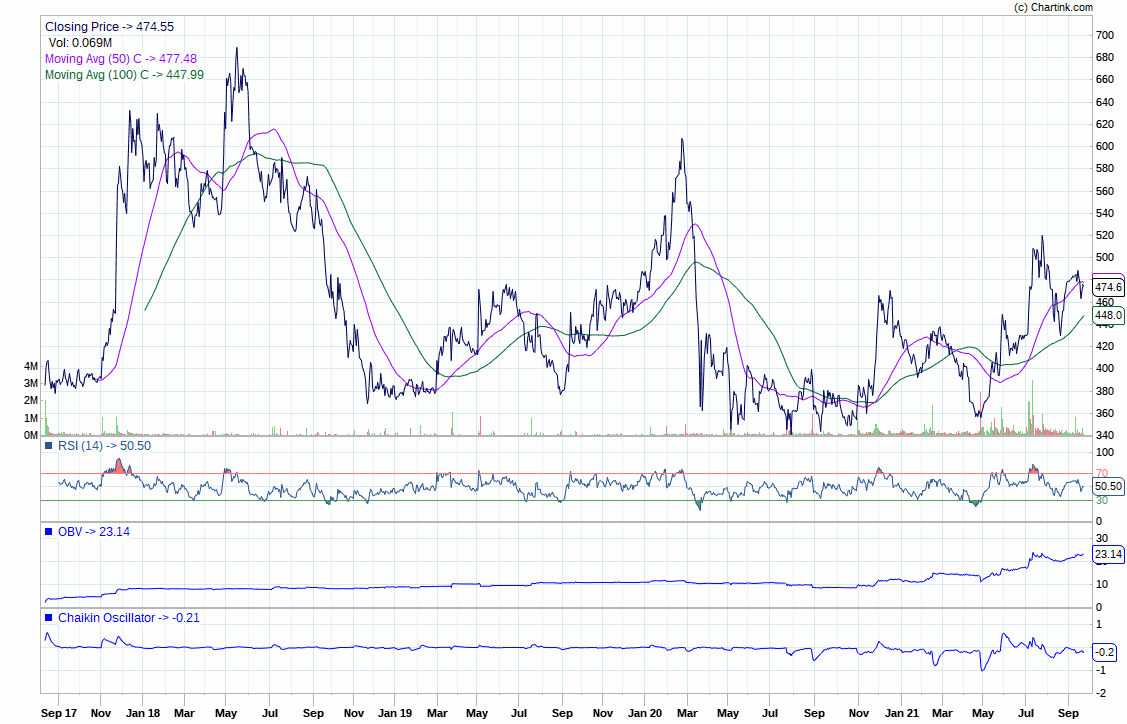 (c) Chartink.com
Closing Price -> 474.55
Vol: 0.069M
Moving Avg (50) C -> 477.48
Moving Avg (100) C -> 447.99
700
680
660
640
620
600
580
560
540
520
500
474.6
460
448.0
440
420
400
380
360
340
4M
3M
2M
1M
0M
RSI (14) -> 50.50
100
70
50.50
30
0
OBV -> 23.14
30
23.14
10
0
Chaikin Oscillator -> -0.21
1
-0.2
-1
-2
Sep 17 Nov Jan 18 Mar May Jul Sep Nov Jan 19 Mar May Jul Sep Nov Jan 20 Mar May Jul Sep Nov Jan 21 Mar May Jul Sep